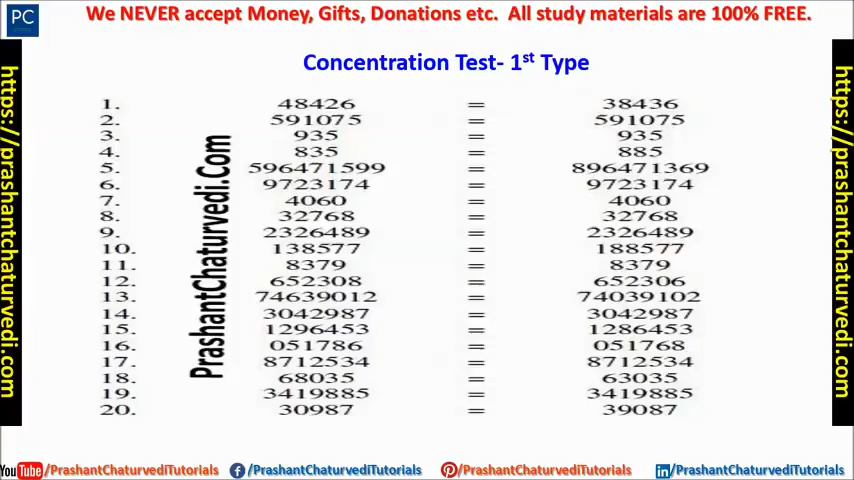 PC
We NEVER accept Money, Gifts, Donations etc. All study materials are 100% FREE.
Concentration Test- 1st Type
https://prashantchaturvedi.com
PrashantChaturvedi.Com
https://prashantchaturvedi.com
1. 48426 = 38436
2. 591075 = 591075
3. 935 = 935
4. 835 = 885
5. 596471599 = 896471369
6. 9723174 = 9723174
7. 4060 = 4060
8. 32768 = 32768
9. 2326489 = 2326489
10. 138577 = 188577
11. 8379 = 8379
12. 652308 = 652306
13. 74639012 = 74039102
14. 3042987 = 3042987
15. 1296453 = 1286453
16. 051786 = 051768
17. 8712534 = 8712534
18. 68035 = 63035
19. 3419885 = 3419885
20. 30987 = 39087
YouTube/PrashantChaturvediTutorials f/PrashantChaturvediTutorials /PrashantChaturvediTutorials in/PrashantChaturvediTutorials